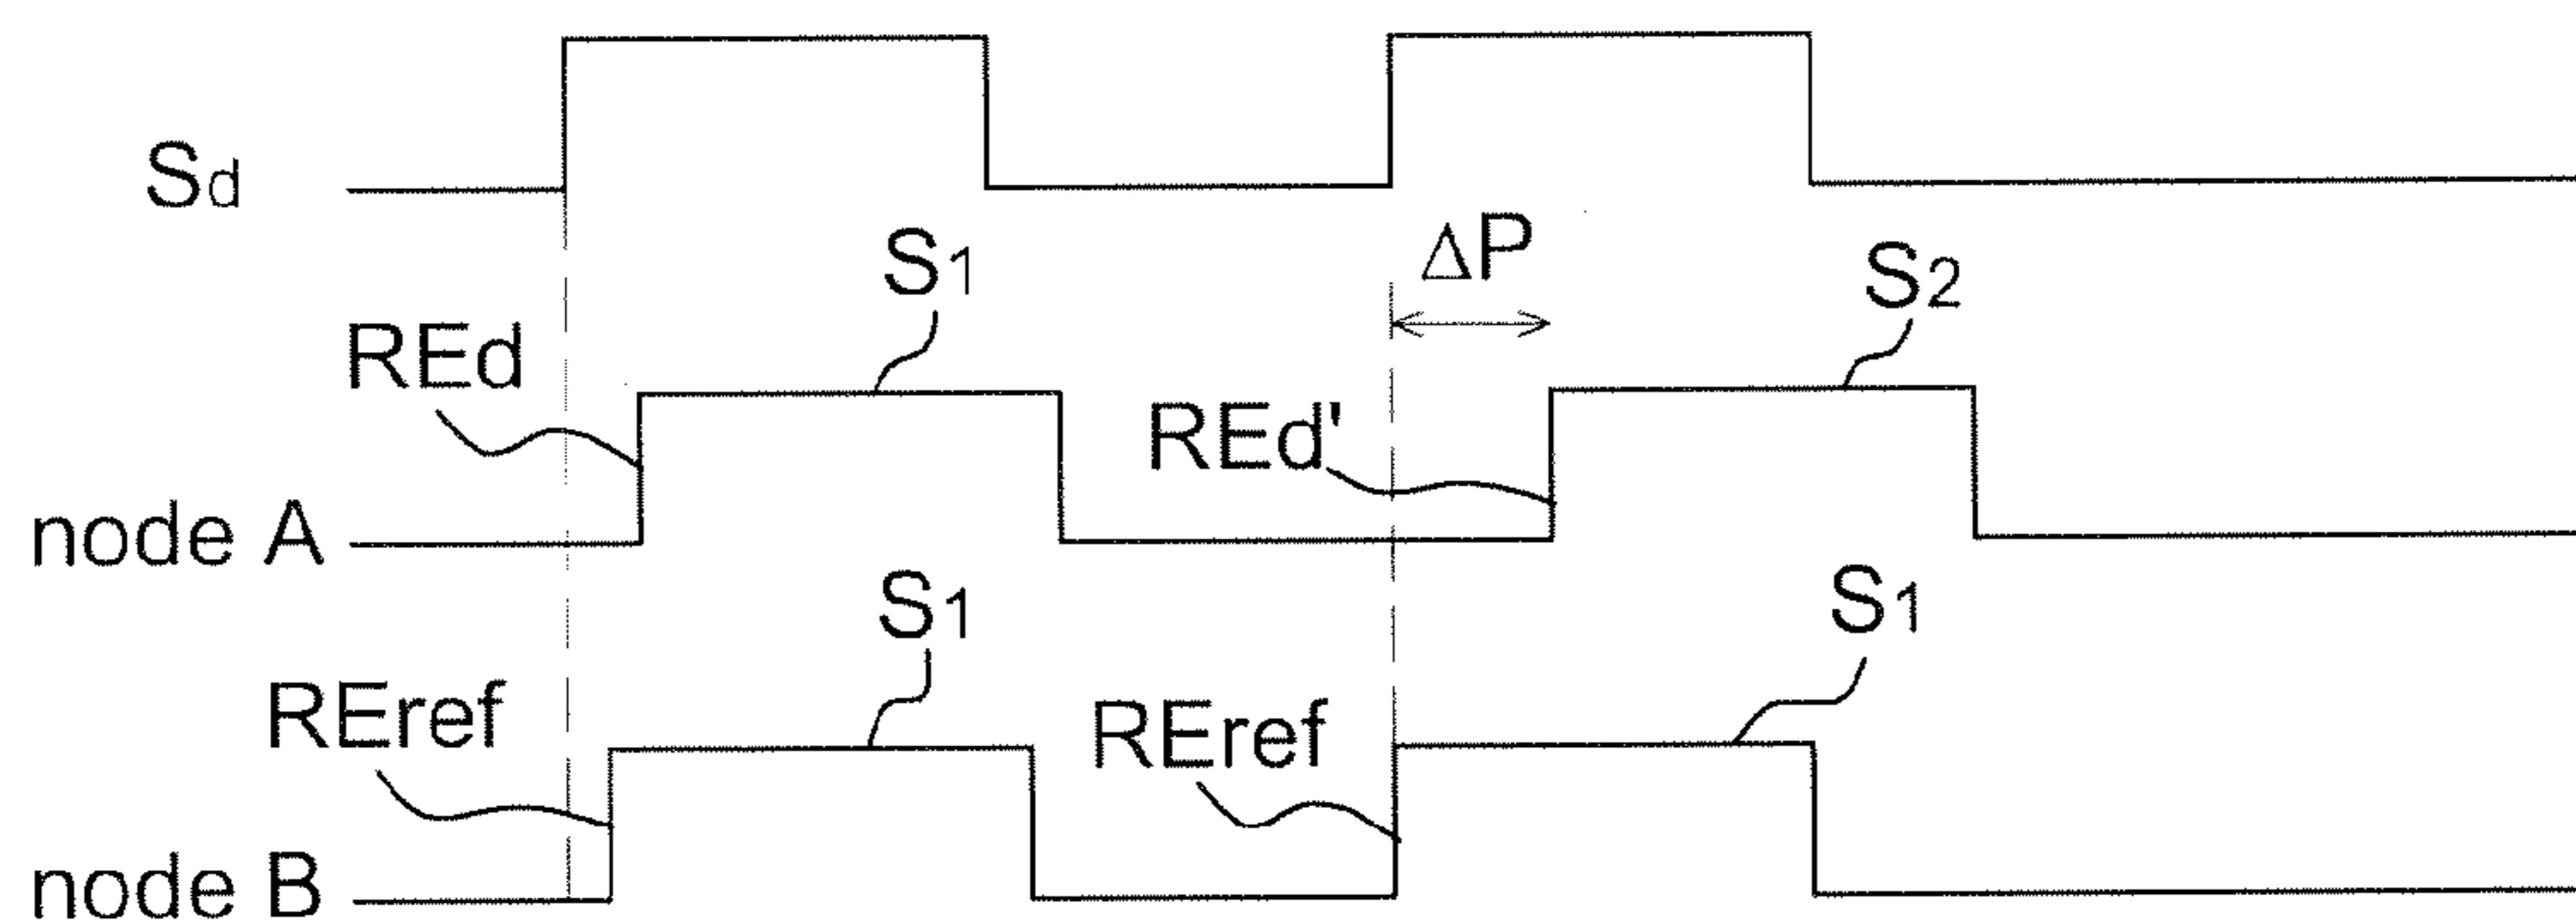 Sd
ΔP
S1
S2
REd
REd'
node A
S1
S1
REref
REref
node B